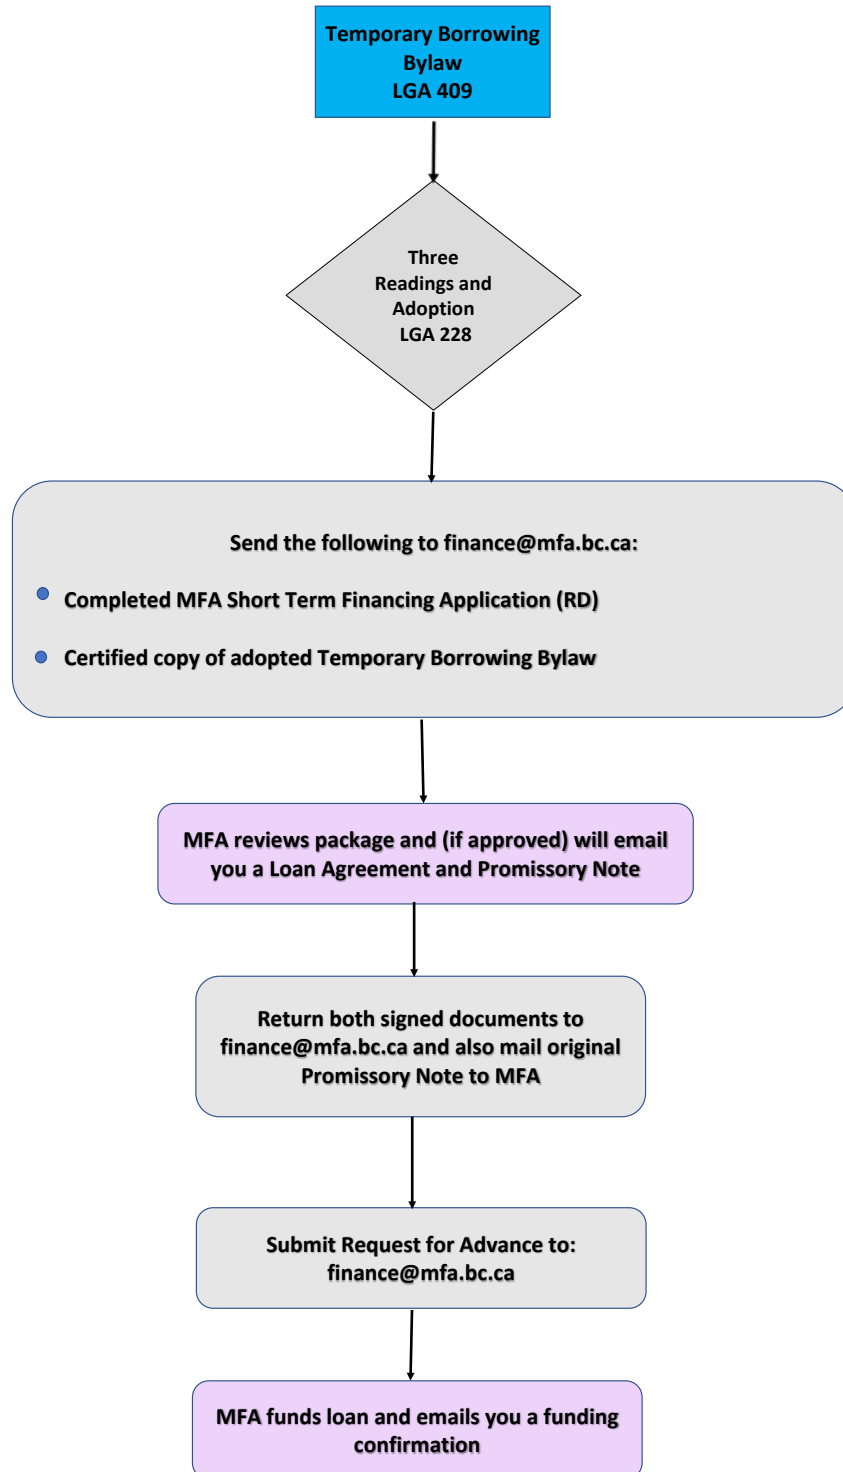 Temporary Borrowing
Bylaw
LGA 409
Three
Readings and
Adoption
LGA 228
Send the following to finance@mfa.bc.ca:
Completed MFA Short Term Financing Application (RD)
Certified copy of adopted Temporary Borrowing Bylaw
MFA reviews package and (if approved) will email
you a Loan Agreement and Promissory Note
Return both signed documents to
finance@mfa.bc.ca and also mail original
Promissory Note to MFA
Submit Request for Advance to:
finance@mfa.bc.ca
MFA funds loan and emails you a funding
confirmation